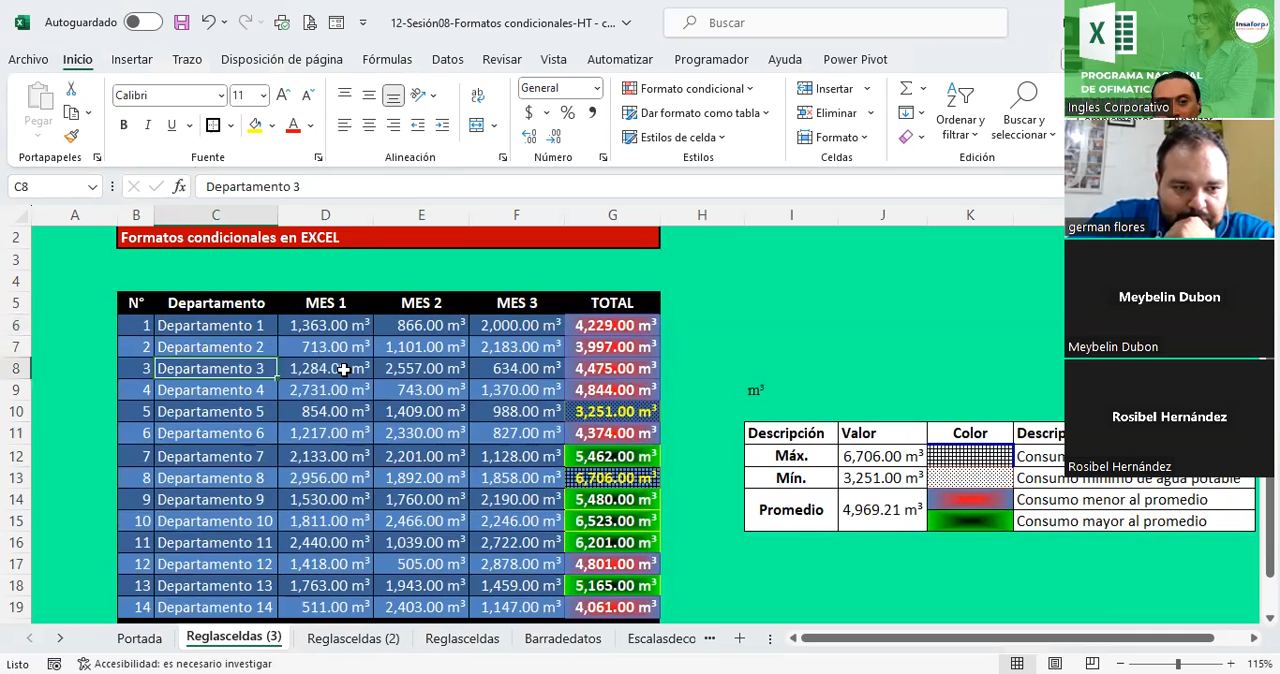 Autoguardado
12-Sesión08-Formatos condicionales-HT - c...
Buscar
Archivo Inicio Insertar Trazo Disposición de página Fórmulas Datos Revisar Vista Automatizar Programador Ayuda Power Pivot
Pegar
Calibri 11
N K S
General
$ %
Formato condicional
Dar formato como tabla
Estilos de celda
Insertar
Eliminar
Formato
Ordenar y filtrar
Buscar y seleccionar
Portapapeles Fuente Alineación Número Estilos Celdas Edición
C8 fx Departamento 3
A B C D E F G H I J K
2 Formatos condicionales en EXCEL
3
4
5 N° Departamento MES 1 MES 2 MES 3 TOTAL
6 1 Departamento 1 1,363.00 m³ 866.00 m³ 2,000.00 m³ 4,229.00 m³
7 2 Departamento 2 713.00 m³ 1,101.00 m³ 2,183.00 m³ 3,997.00 m³
8 3 Departamento 3 1,284.00 m³ 2,557.00 m³ 634.00 m³ 4,475.00 m³
9 4 Departamento 4 2,731.00 m³ 743.00 m³ 1,370.00 m³ 4,844.00 m³ m³
10 5 Departamento 5 854.00 m³ 1,409.00 m³ 988.00 m³ 3,251.00 m³
11 6 Departamento 6 1,217.00 m³ 2,330.00 m³ 827.00 m³ 4,374.00 m³ Descripción Valor Color Descrip
12 7 Departamento 7 2,133.00 m³ 2,201.00 m³ 1,128.00 m³ 5,462.00 m³ Máx. 6,706.00 m³ Consum
13 8 Departamento 8 2,956.00 m³ 1,892.00 m³ 1,858.00 m³ 6,706.00 m³ Mín. 3,251.00 m³ Consumo mínimo de agua potable
14 9 Departamento 9 1,530.00 m³ 1,760.00 m³ 2,190.00 m³ 5,480.00 m³ Promedio 4,969.21 m³ Consumo menor al promedio
15 10 Departamento 10 1,811.00 m³ 2,466.00 m³ 2,246.00 m³ 6,523.00 m³ Consumo mayor al promedio
16 11 Departamento 11 2,440.00 m³ 1,039.00 m³ 2,722.00 m³ 6,201.00 m³
17 12 Departamento 12 1,418.00 m³ 505.00 m³ 2,878.00 m³ 4,801.00 m³
18 13 Departamento 13 1,763.00 m³ 1,943.00 m³ 1,459.00 m³ 5,165.00 m³
19 14 Departamento 14 511.00 m³ 2,403.00 m³ 1,147.00 m³ 4,061.00 m³
Portada Reglasceldas (3) Reglasceldas (2) Reglasceldas Barradedatos Escalasdeco ...
Listo Accesibilidad: es necesario investigar 115%
Insaforp
X
PROGRAMA NACIONAL
DE OFIMATIC
Ingles Corporativo
german flores
Meybelin Dubon
Meybelin Dubon
Rosibel Hernández
Rosibel Hernández